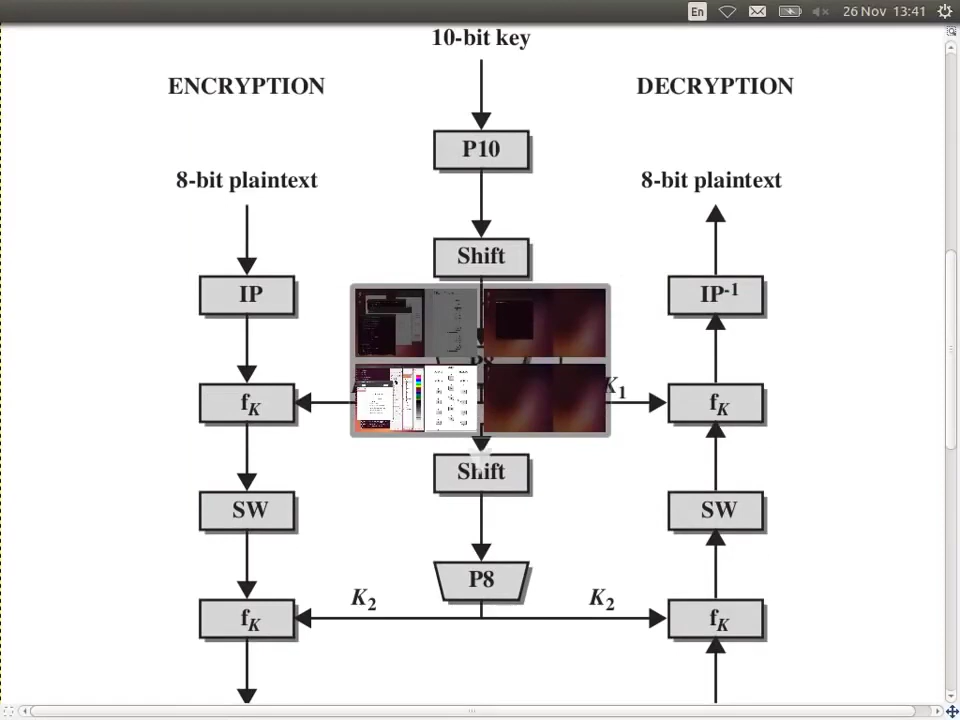 En 26 Nov 13:41
10-bit key
ENCRYPTION DECRYPTION
P10
8-bit plaintext 8-bit plaintext
Shift
IP IP-1
P8
K1
fK fK
Shift
SW SW
P8
K2 K2
fK fK